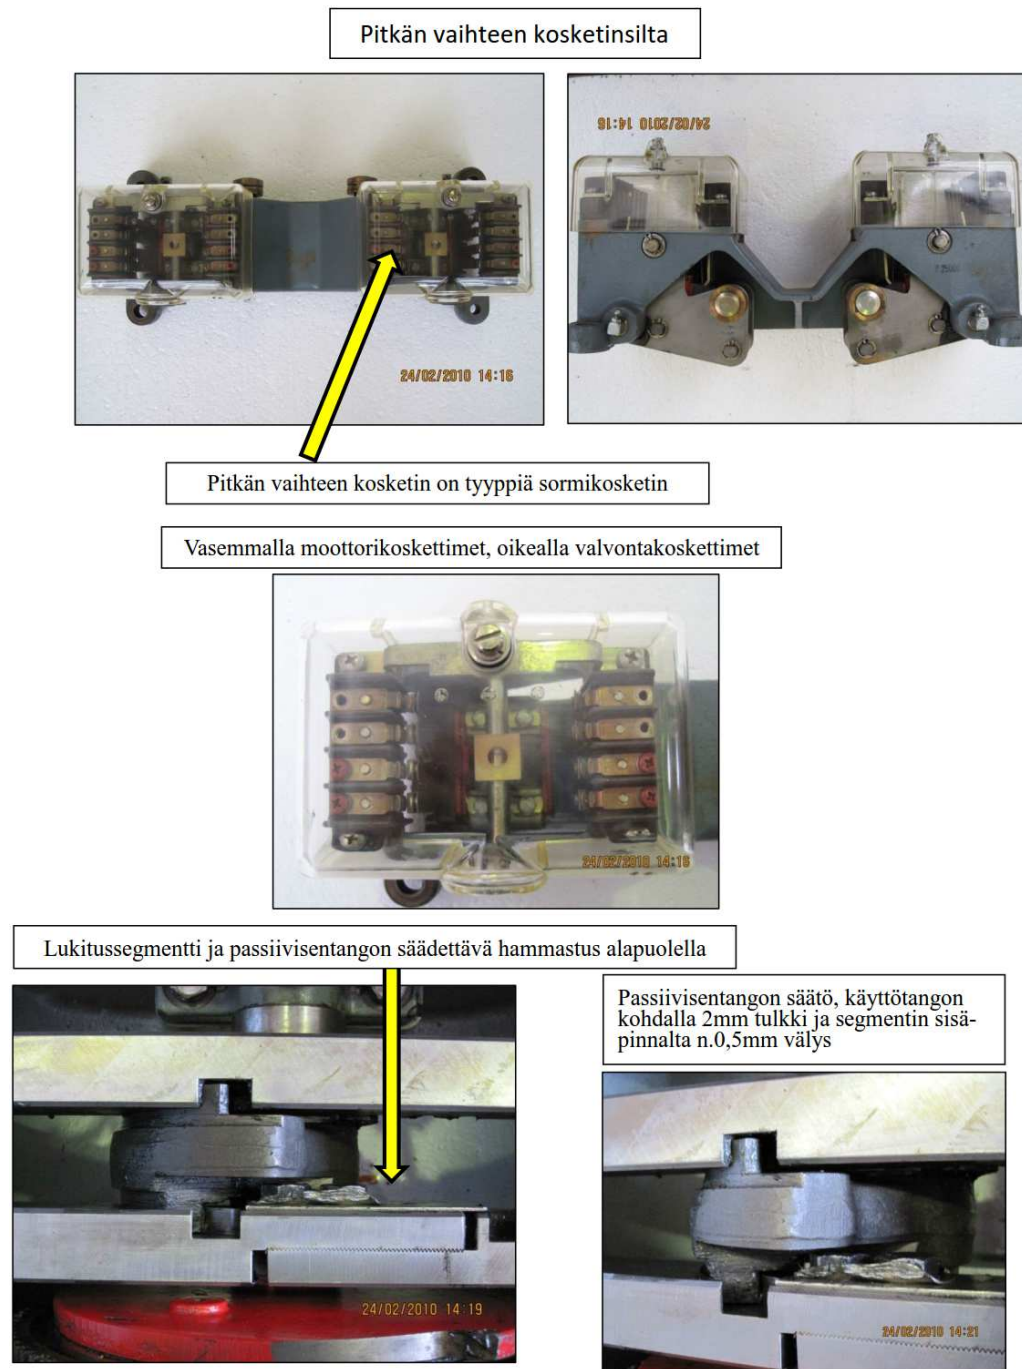 Pitkän vaihteen kosketinsilta
24/02/2010 14:16
24/02/2010 14:16
Pitkän vaihteen kosketin on tyyppiä sormikosketin
Vasemmalla moottorikoskettimet, oikealla valvontakoskettimet
24/02/2010 14:16
Lukitussegmentti ja passiivisentangon säädettävä hammastus alapuolella
Passiivisentangon säätö, käyttötangon
kohdalla 2mm tulkki ja segmentin sisä-
pinnalta n.0,5mm välys
24/02/2010 14:19
24/02/2010 14:21